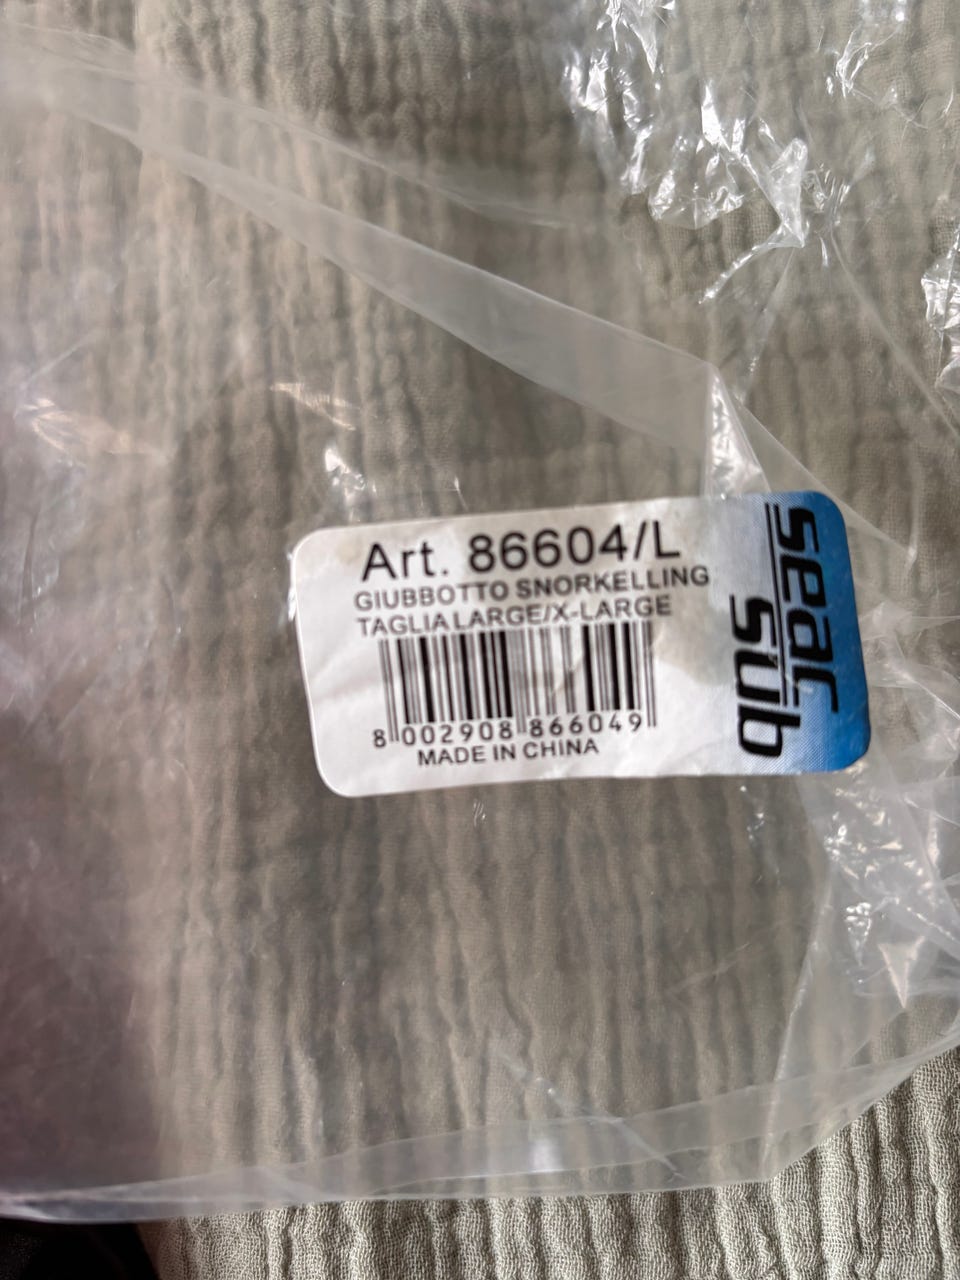 Art. 86604/L
GIUBBOTTO SNORKELLING
TAGLIA LARGE/X-LARGE
8 002908 866049
MADE IN CHINA
seac
sub